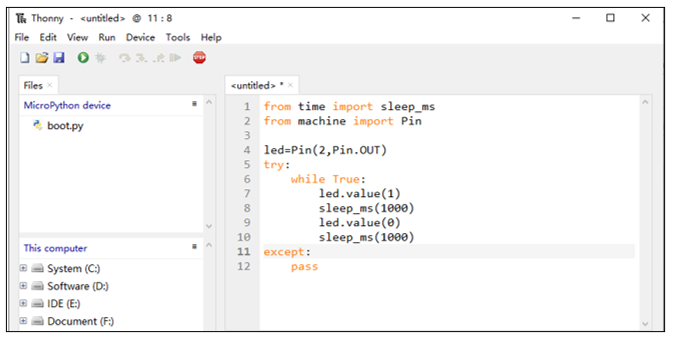 Thonny - <untitled> @ 11 : 8
File Edit View Run Device Tools Help
Files ×
MicroPython device
boot.py
This computer
System (C:)
Software (D:)
IDE (E:)
Document (F:)
<untitled> * ×
1 from time import sleep_ms
2 from machine import Pin
3
4 led=Pin(2,Pin.OUT)
5 try:
6     while True:
7         led.value(1)
8         sleep_ms(1000)
9         led.value(0)
10         sleep_ms(1000)
11 except:
12     pass